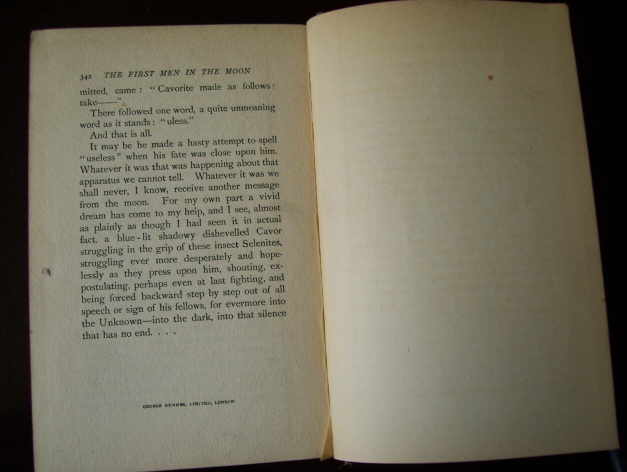 342 THE FIRST MEN IN THE MOON
mitted, came: "Cavorite made as follows:
take——".
There followed one word, a quite unmeaning
word as it stands: "uless."
And that is all.
It may be he made a hasty attempt to spell
"useless" when his fate was close upon him.
Whatever it was that was happening about that
apparatus we cannot tell. Whatever it was we
shall never, I know, receive another message
from the moon. For my own part a vivid
dream has come to my help, and I see, almost
as plainly as though I had seen it in actual
fact, a blue-lit shadowy dishevelled Cavor
struggling in the grip of these insect Selenites,
struggling ever more desperately and hope-
lessly as they press upon him, shouting, ex-
postulating, perhaps even at last fighting, and
being forced backward step by step out of all
speech or sign of his fellows, for evermore into
the Unknown—into the dark, into that silence
that has no end. . . .
GEORGE NEWNES, LIMITED, LONDON